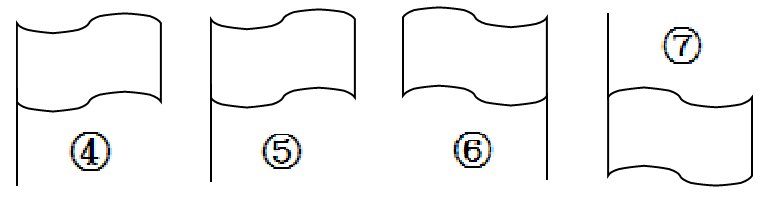 ④ ⑤ ⑥ ⑦